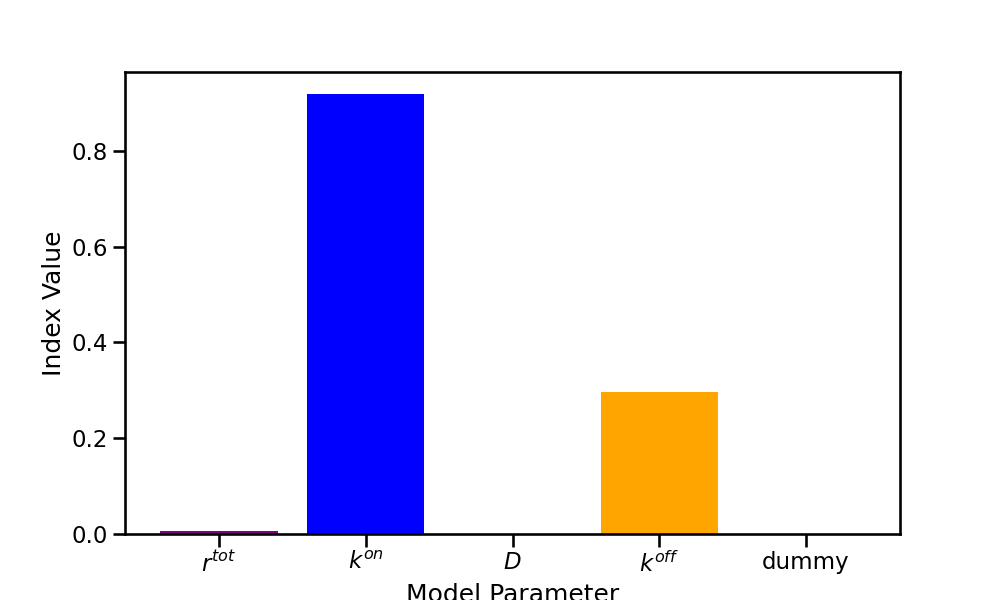 0.8
0.6
0.4
0.2
0.0
Index Value
r^{tot} k^{on} D k^{off} dummy
Model Parameter